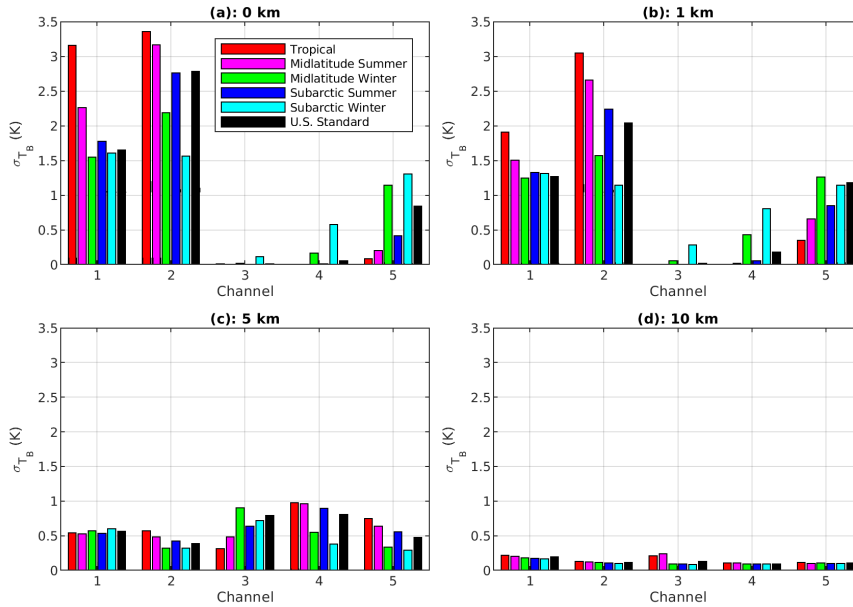 (a): 0 km
3.5
3
2.5
2
1.5
1
0.5
0
σ_T_B (K)
1 2 3 4 5
Channel
Tropical
Midlatitude Summer
Midlatitude Winter
Subarctic Summer
Subarctic Winter
U.S. Standard
(b): 1 km
3.5
3
2.5
2
1.5
1
0.5
0
σ_T_B (K)
1 2 3 4 5
Channel
(c): 5 km
3.5
3
2.5
2
1.5
1
0.5
0
σ_T_B (K)
1 2 3 4 5
Channel
(d): 10 km
3.5
3
2.5
2
1.5
1
0.5
0
σ_T_B (K)
1 2 3 4 5
Channel